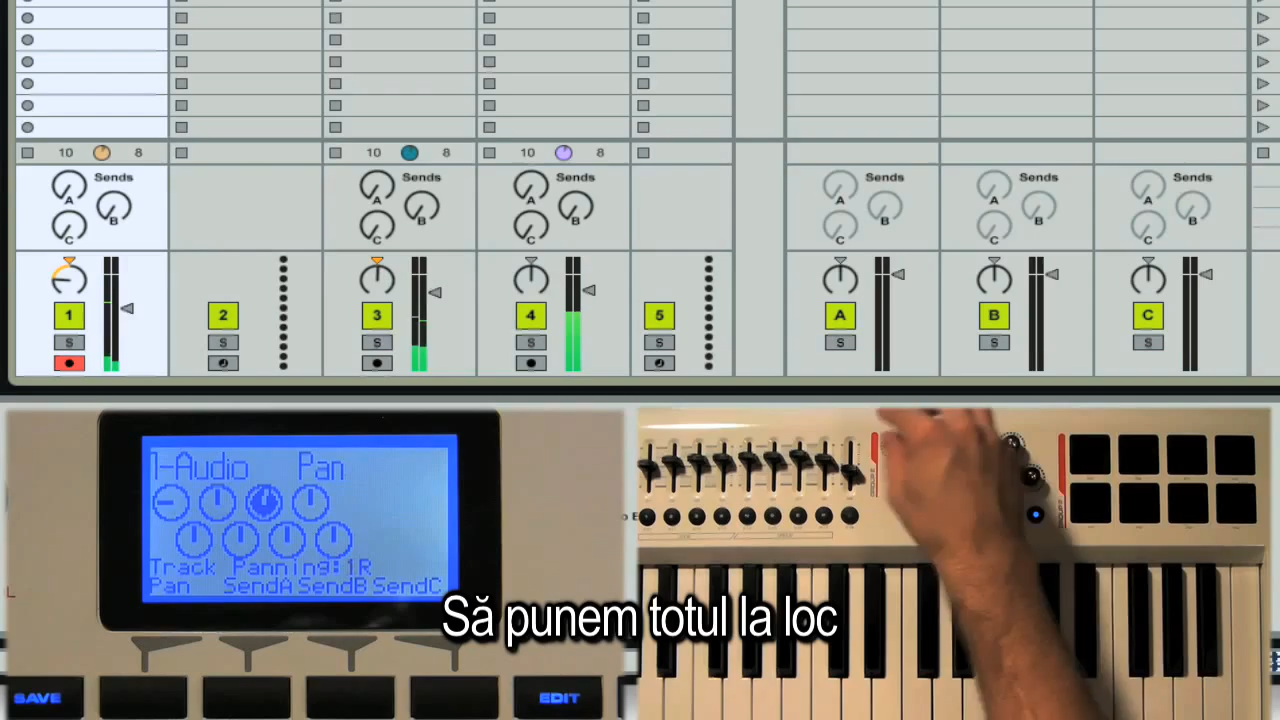 10 8 10 8 10 8
Sends Sends Sends Sends Sends Sends
A B A B A B A B A B A B
C C C C C C
1 2 3 4 5 A B C
S S S S S S S S
1-Audio Pan
Track Panning:1R
Pan SendA SendB SendC
Să punem totul la loc
SAVE EDIT